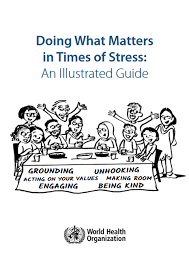 Doing What Matters
in Times of Stress:
An Illustrated Guide
GROUNDING UNHOOKING
ACTING ON YOUR VALUES MAKING ROOM
ENGAGING BEING KIND
World Health
Organization